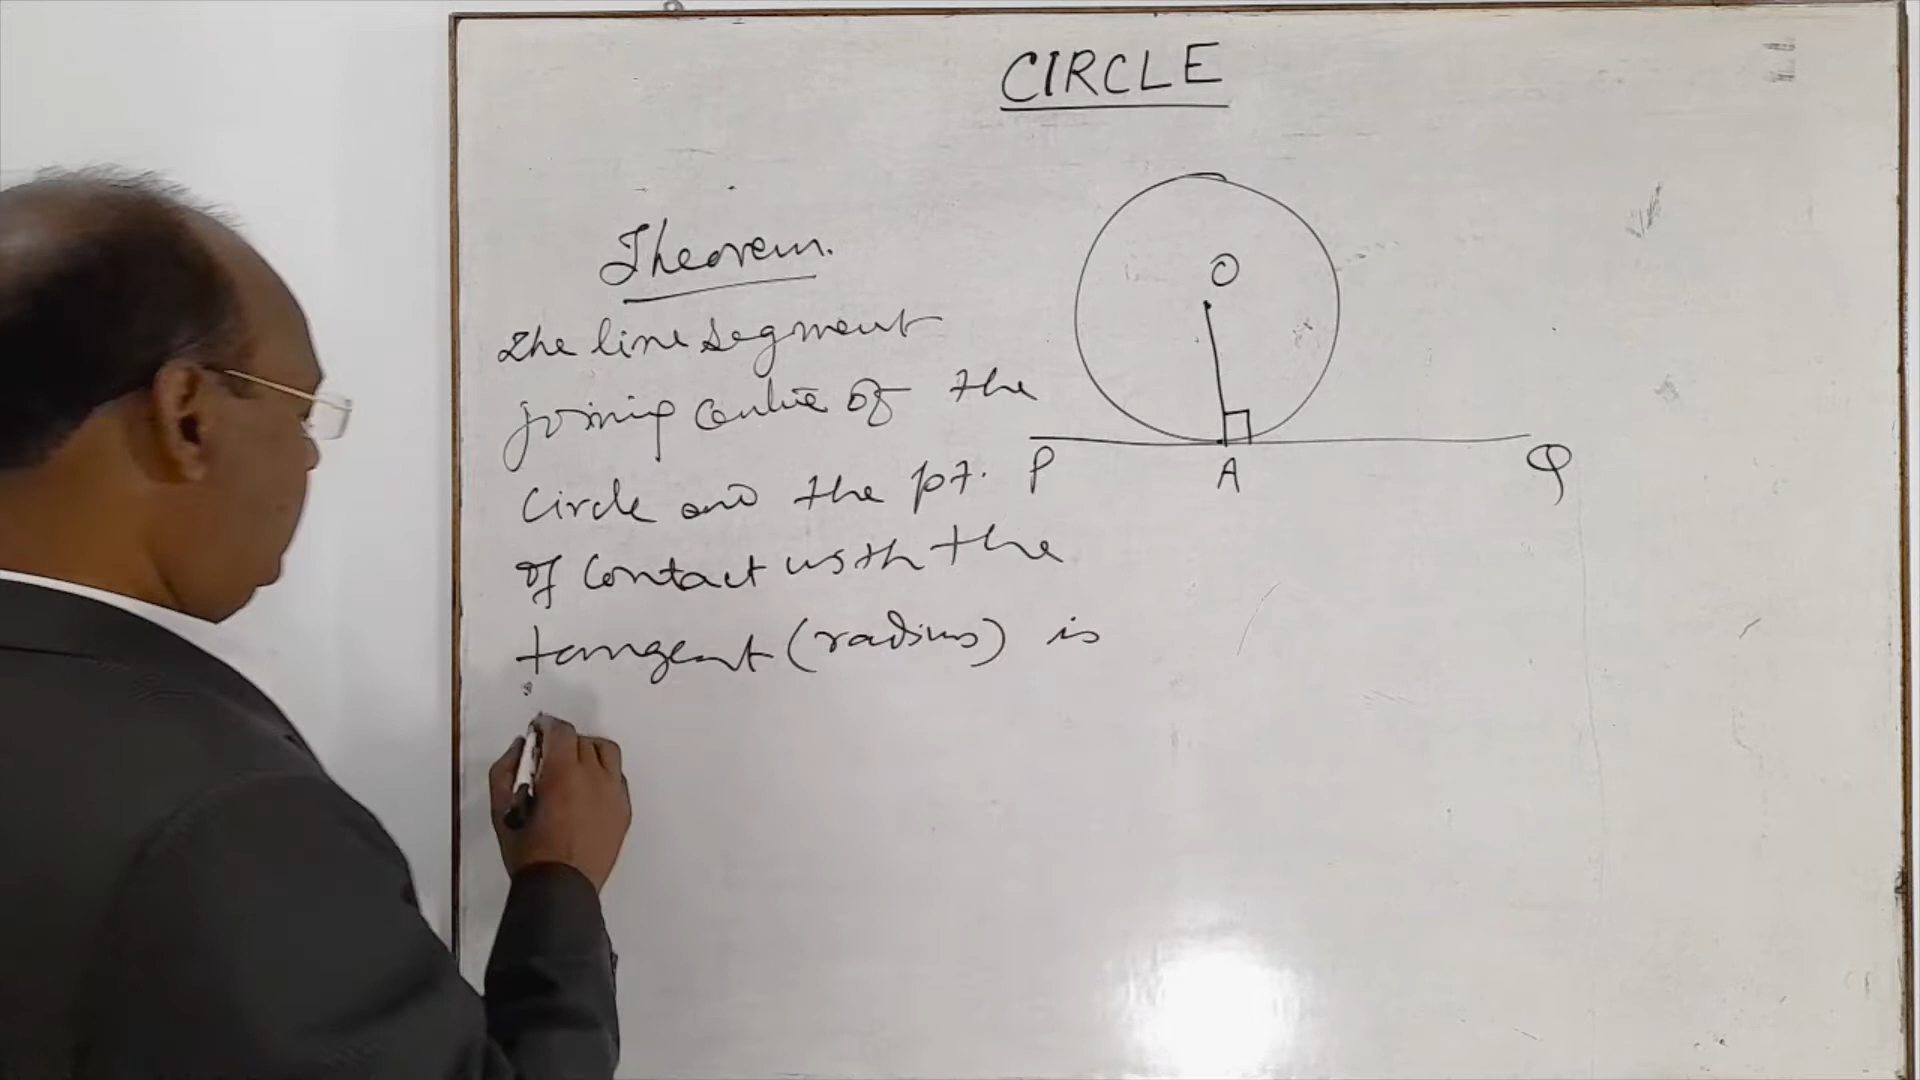 CIRCLE
Theorem.
The line segment
joining centre of the
Circle and the pt.
of Contact with the
tangent (radius) is
O
P
A
Q